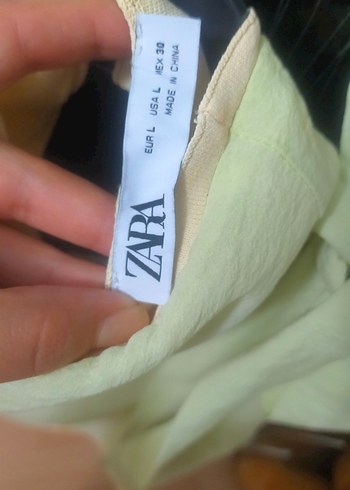 ZARA
EUR L USA L MEX 30
MADE IN CHINA